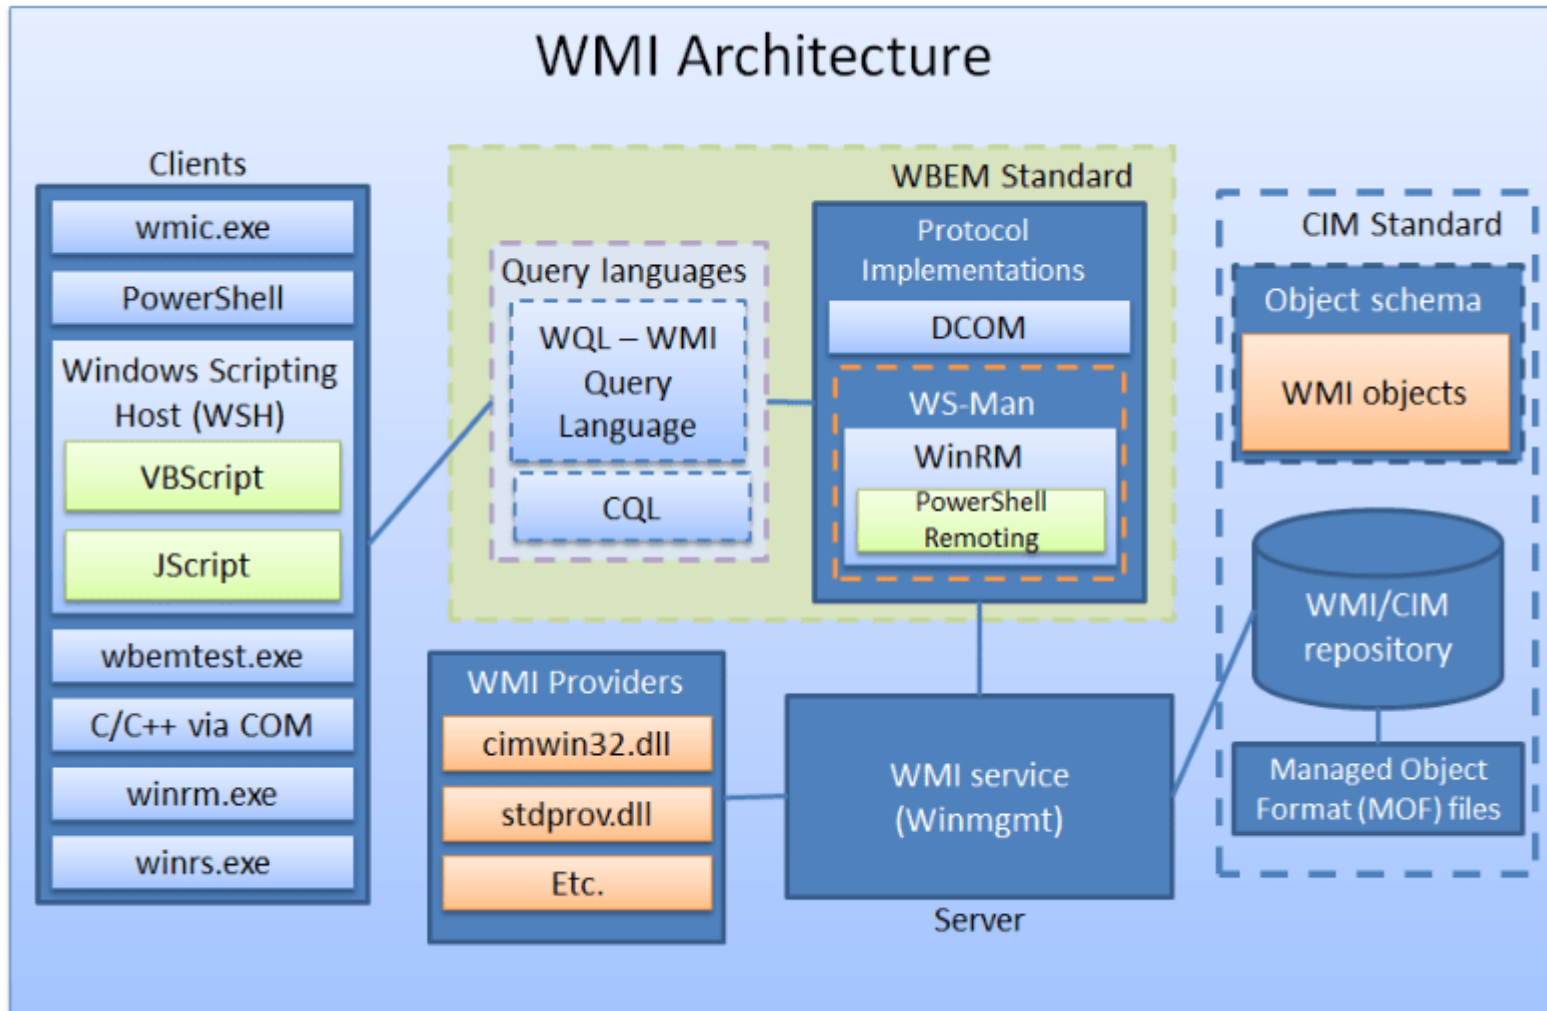 WMI Architecture
Clients
wmic.exe
PowerShell
Windows Scripting
Host (WSH)
VBScript
JScript
wbemtest.exe
C/C++ via COM
winrm.exe
winrs.exe
WBEM Standard
Query languages
WQL – WMI
Query
Language
CQL
Protocol
Implementations
DCOM
WS-Man
WinRM
PowerShell
Remoting
CIM Standard
Object schema
WMI objects
WMI/CIM
repository
Managed Object
Format (MOF) files
WMI Providers
cimwin32.dll
stdprov.dll
Etc.
WMI service
(Winmgmt)
Server